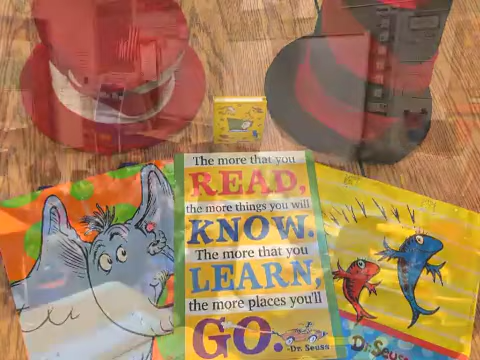 The more that you
READ,
the more things you will
KNOW.
The more that you
LEARN,
the more places you'll
GO.
-Dr. Seuss
Dr. Seuss